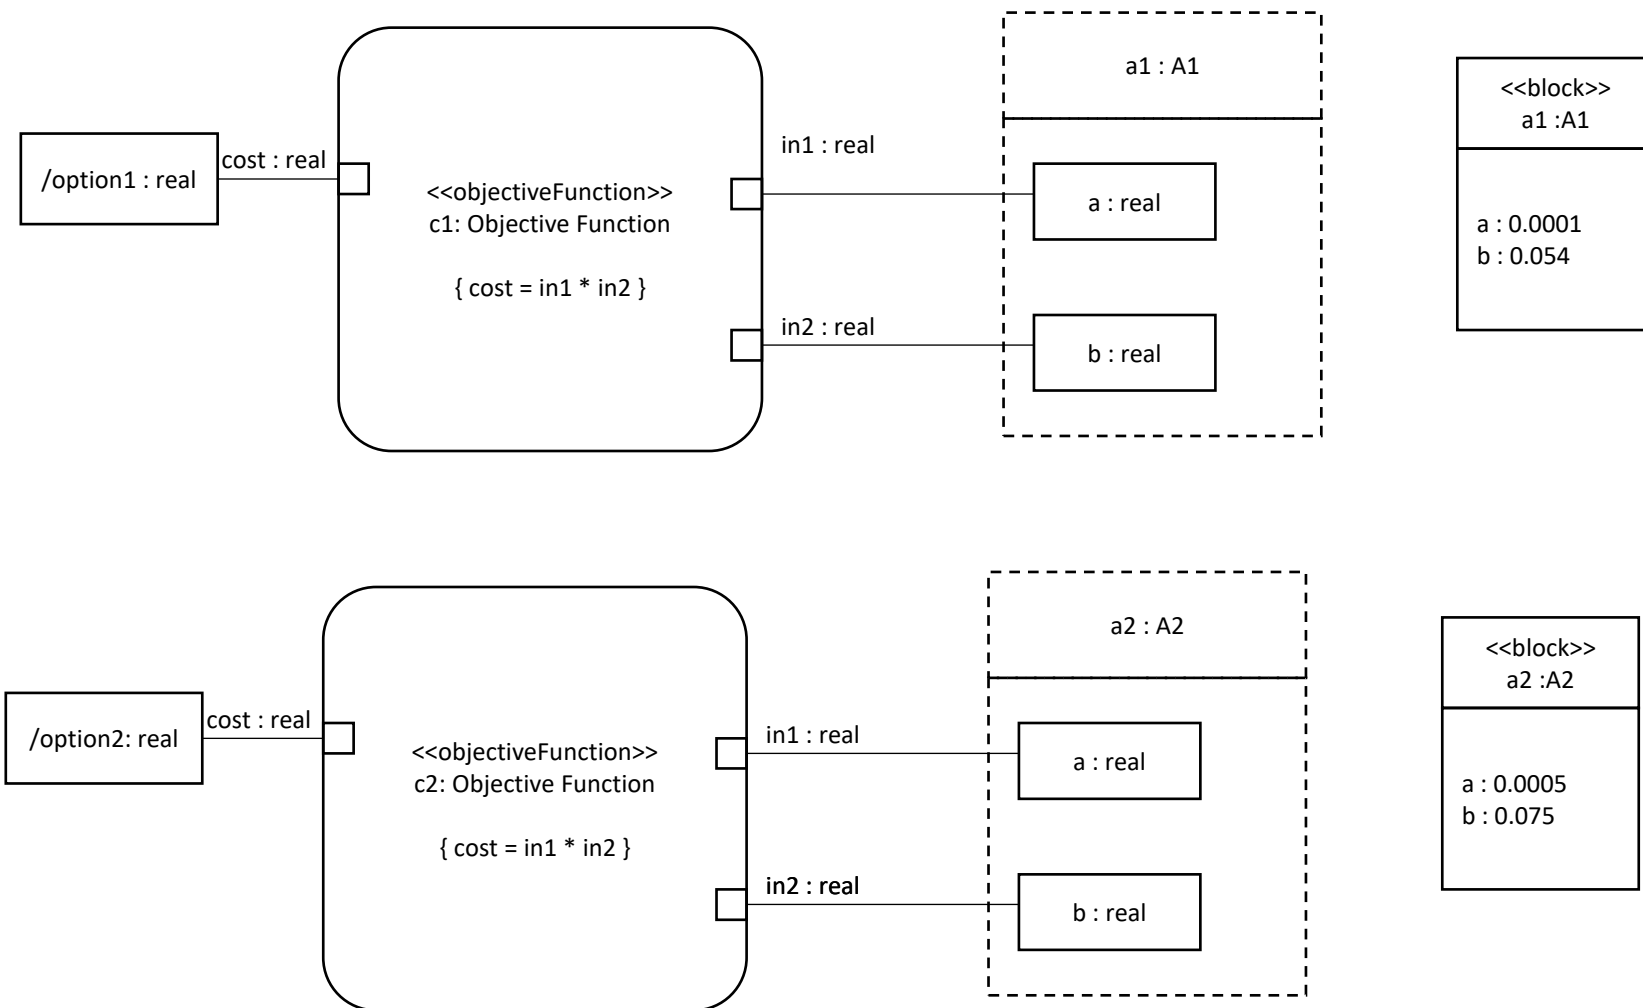 /option1 : real
cost : real
<<objectiveFunction>>
c1: Objective Function
{ cost = in1 * in2 }
in1 : real
in2 : real
a1 : A1
a : real
b : real
<<block>>
a1 :A1
a : 0.0001
b : 0.054
/option2: real
cost : real
<<objectiveFunction>>
c2: Objective Function
{ cost = in1 * in2 }
in1 : real
in2 : real
a2 : A2
a : real
b : real
<<block>>
a2 :A2
a : 0.0005
b : 0.075